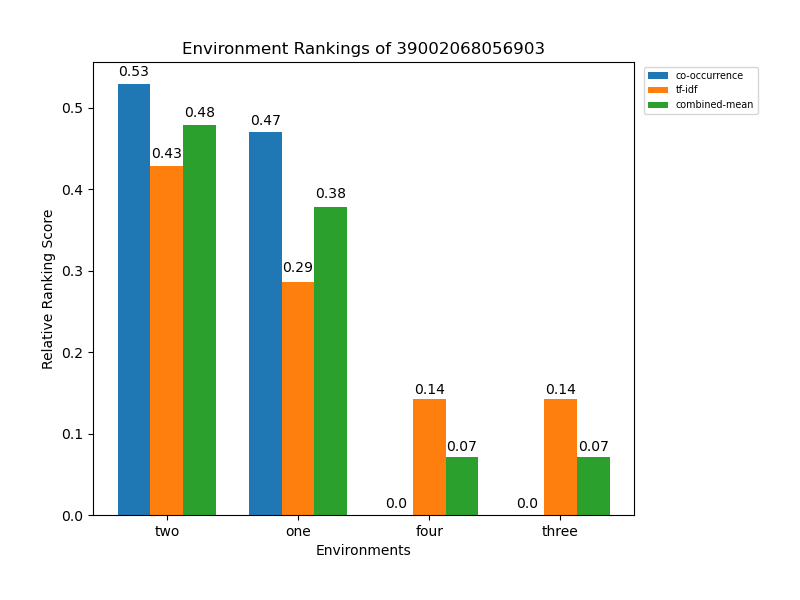 Environment Rankings of 39002068056903
co-occurrence
tf-idf
combined-mean
Relative Ranking Score
0.5
0.4
0.3
0.2
0.1
0.0
0.53
0.43
0.48
0.47
0.29
0.38
0.0
0.14
0.07
0.0
0.14
0.07
two
one
four
three
Environments